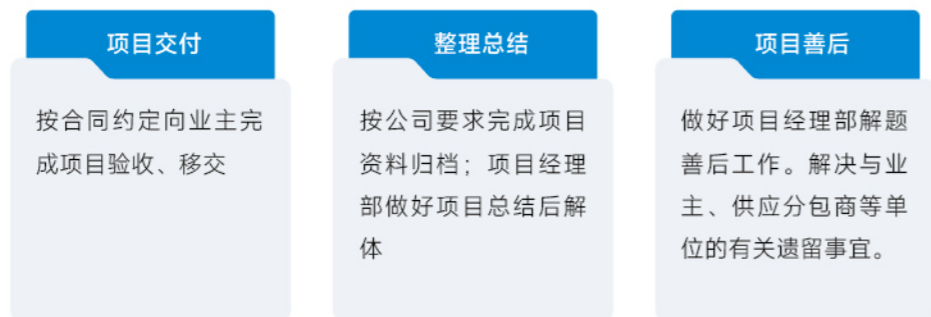 项目交付
按合同约定向业主完
成项目验收、移交
整理总结
按公司要求完成项目
资料归档；项目经理
部做好项目总结后解
体
项目善后
做好项目经理部解题
善后工作。解决与业
主、供应分包商等单
位的有关遗留事宜。